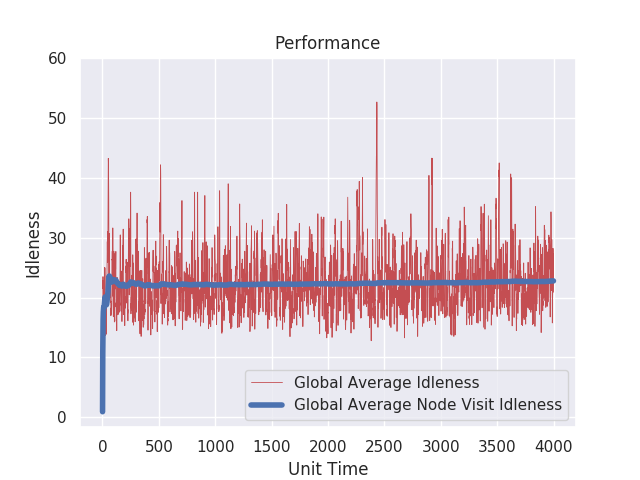 Performance
60
50
40
30
20
10
0
Idleness
Global Average Idleness
Global Average Node Visit Idleness
0 500 1000 1500 2000 2500 3000 3500 4000
Unit Time